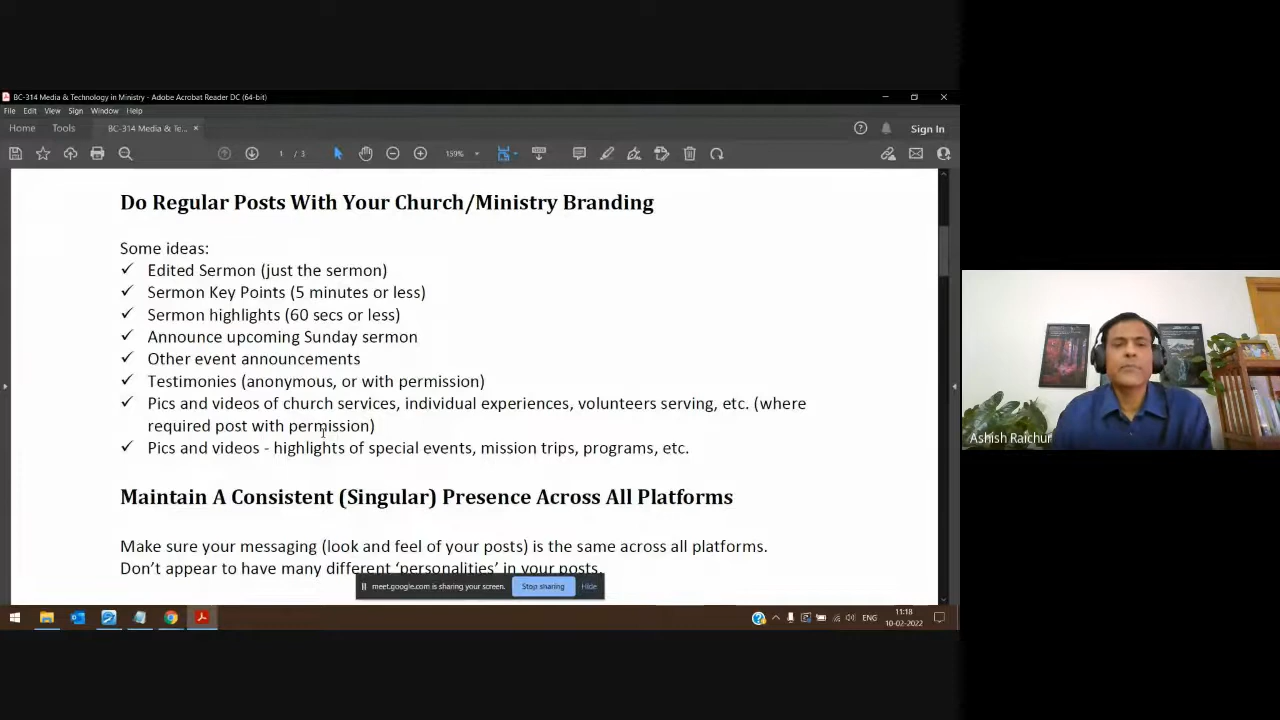 BC-314 Media & Technology in Ministry - Adobe Acrobat Reader DC (64-bit)
File Edit View Sign Window Help
Home Tools BC-314 Media & Te... × Sign In
1 / 3 159%
Do Regular Posts With Your Church/Ministry Branding
Some ideas:
✓ Edited Sermon (just the sermon)
✓ Sermon Key Points (5 minutes or less)
✓ Sermon highlights (60 secs or less)
✓ Announce upcoming Sunday sermon
✓ Other event announcements
✓ Testimonies (anonymous, or with permission)
✓ Pics and videos of church services, individual experiences, volunteers serving, etc. (where
required post with permission)
✓ Pics and videos - highlights of special events, mission trips, programs, etc.
Maintain A Consistent (Singular) Presence Across All Platforms
Make sure your messaging (look and feel of your posts) is the same across all platforms.
Don't appear to have many different 'personalities' in your posts.
meet.google.com is sharing your screen. Stop sharing Hide
ENG
11:18
10-02-2022
Ashish Raichur